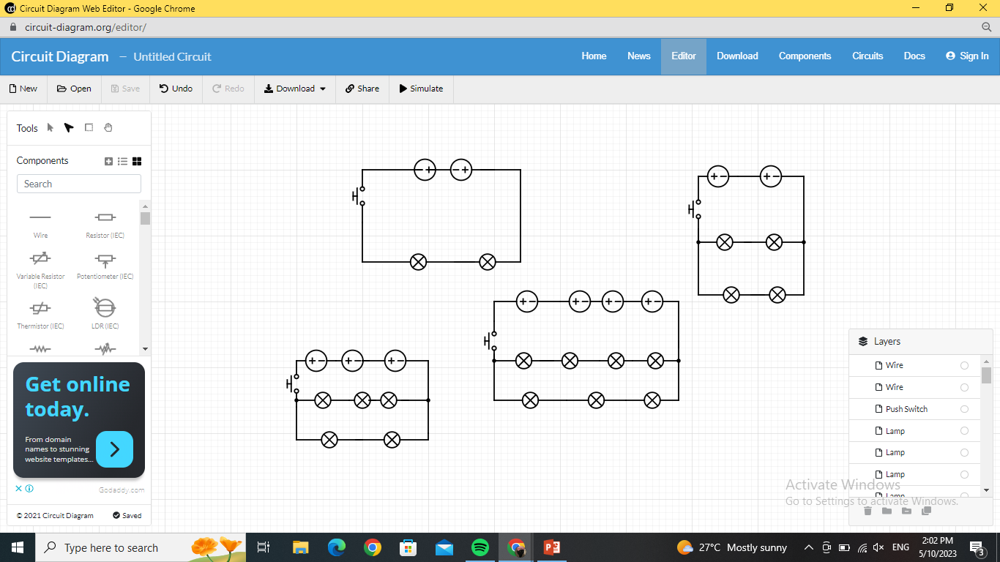 Circuit Diagram Web Editor - Google Chrome
circuit-diagram.org/editor/
Circuit Diagram – Untitled Circuit
Home News Editor Download Components Circuits Docs Sign In
New Open Save Undo Redo Download Share Simulate
Tools
Components
Search
Wire Resistor (IEC)
Variable Resistor Potentiometer (IEC)
(IEC)
Thermistor (IEC) LDR (IEC)
Get online
today.
From domain
names to stunning
website templates...
Godaddy.com
© 2021 Circuit Diagram Saved
Layers
Wire
Wire
Push Switch
Lamp
Lamp
Lamp
Lamp
Activate Windows
Go to Settings to activate Windows.
Type here to search
27°C Mostly sunny
ENG
2:02 PM
5/10/2023
3